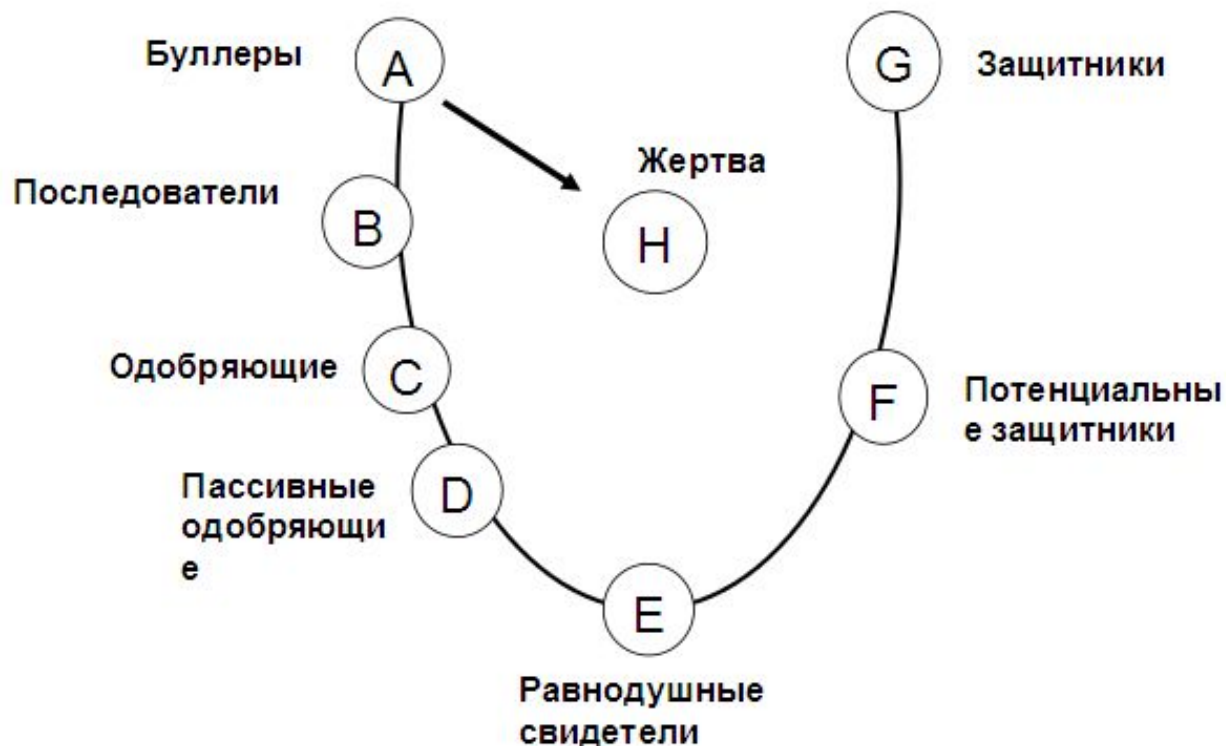 Буллеры
A
G
Защитники
Жертва
Последователи
B
H
Одобряющие
C
F
Потенциальны
е защитники
Пассивные
одобряющи
е
D
E
Равнодушные
свидетели